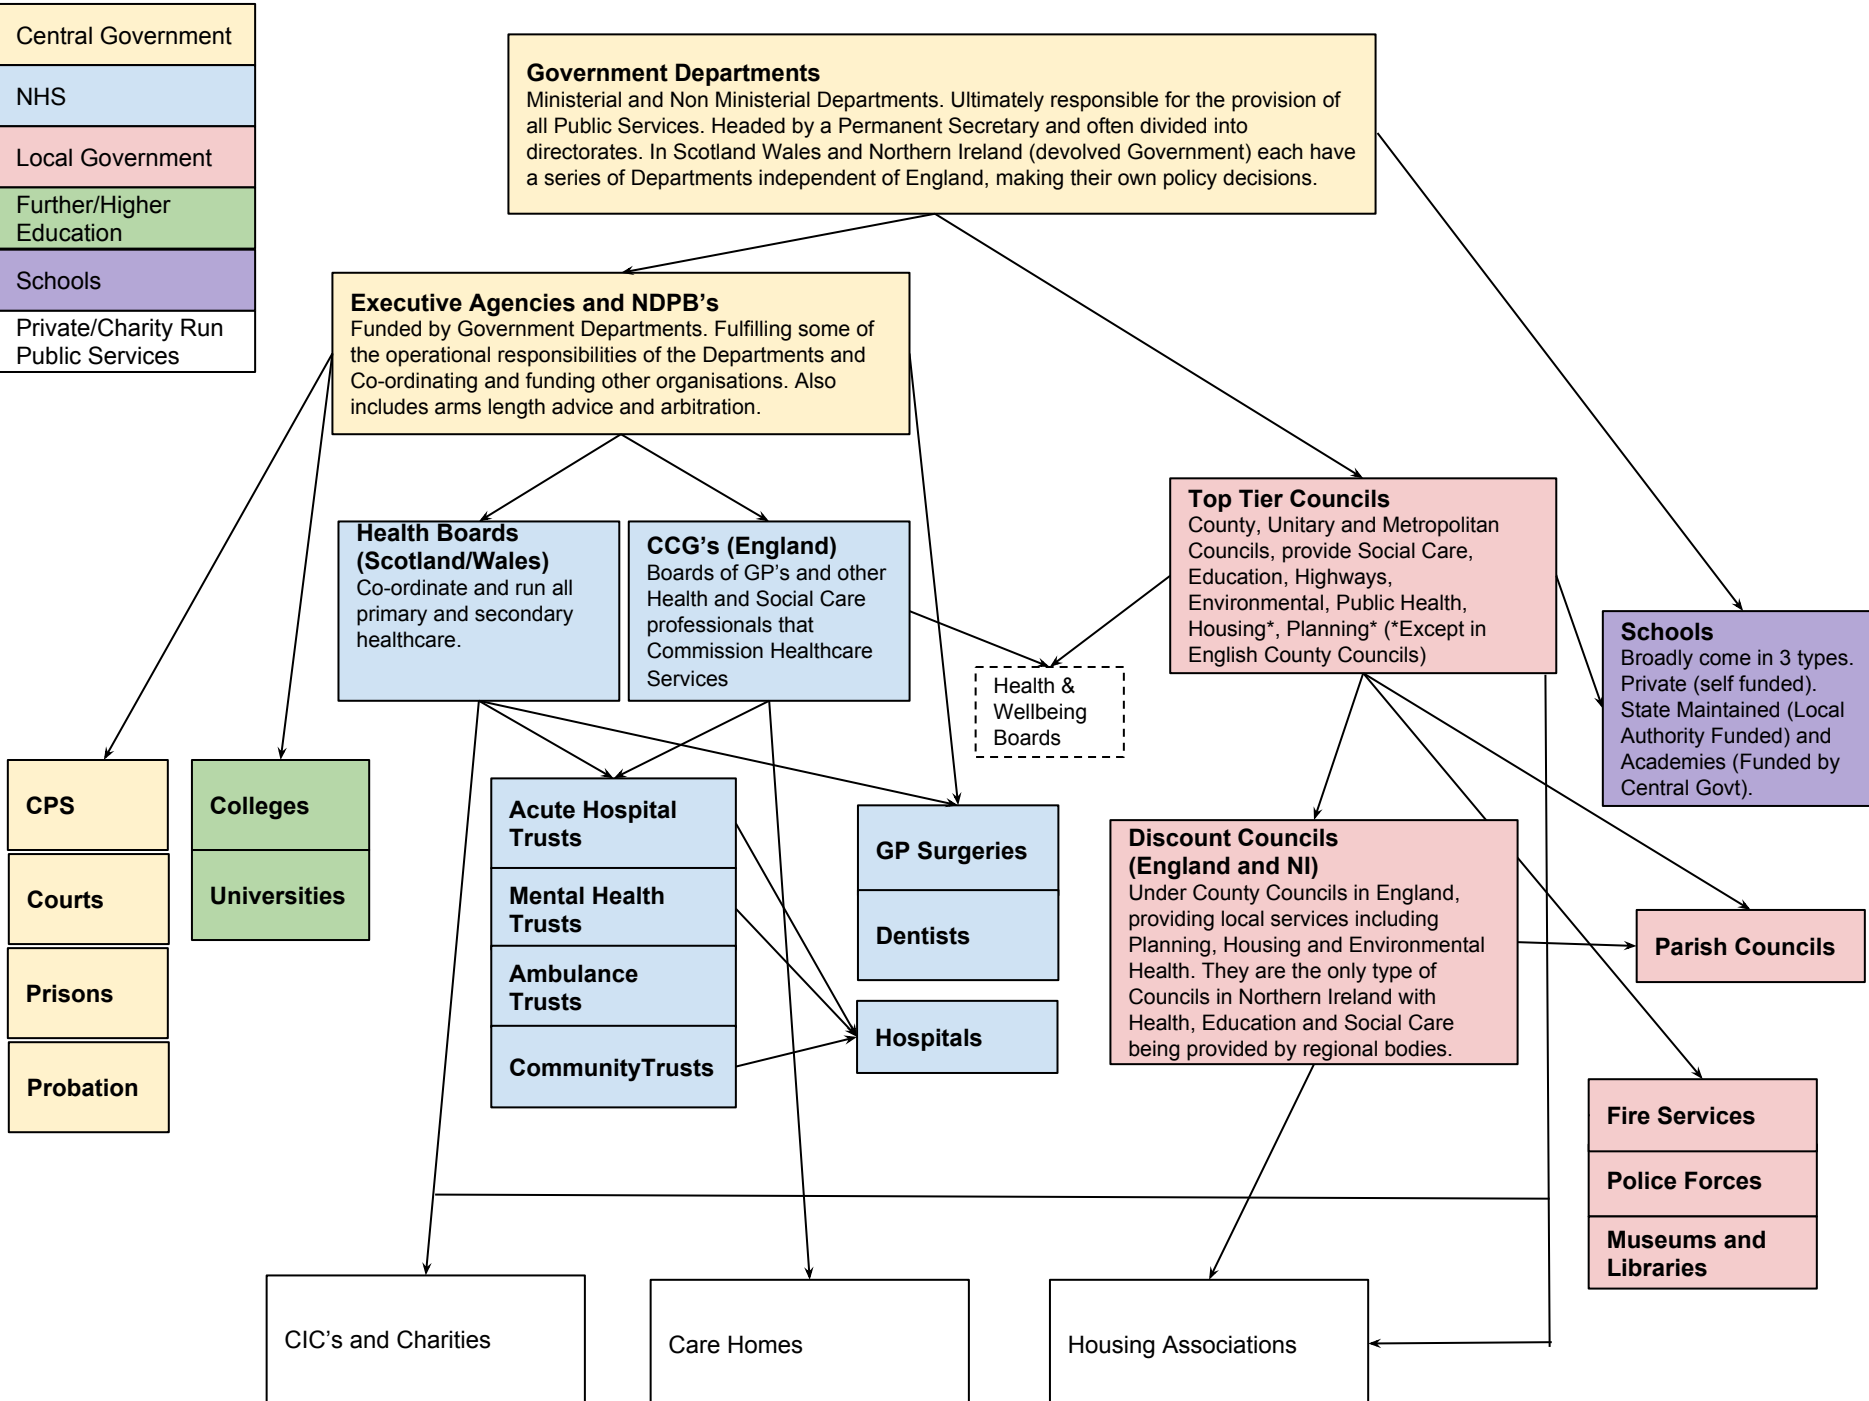 Central Government
NHS
Local Government
Further/Higher
Education
Schools
Private/Charity Run
Public Services
Government Departments
Ministerial and Non Ministerial Departments. Ultimately responsible for the provision of
all Public Services. Headed by a Permanent Secretary and often divided into
directorates. In Scotland Wales and Northern Ireland (devolved Government) each have
a series of Departments independent of England, making their own policy decisions.
Executive Agencies and NDPB's
Funded by Government Departments. Fulfilling some of
the operational responsibilities of the Departments and
Co-ordinating and funding other organisations. Also
includes arms length advice and arbitration.
Health Boards
(Scotland/Wales)
Co-ordinate and run all
primary and secondary
healthcare.
CCG's (England)
Boards of GP's and other
Health and Social Care
professionals that
Commission Healthcare
Services
Health &
Wellbeing
Boards
Top Tier Councils
County, Unitary and Metropolitan
Councils, provide Social Care,
Education, Highways,
Environmental, Public Health,
Housing*, Planning* (*Except in
English County Councils)
Schools
Broadly come in 3 types.
Private (self funded).
State Maintained (Local
Authority Funded) and
Academies (Funded by
Central Govt).
CPS
Courts
Prisons
Probation
Colleges
Universities
Acute Hospital
Trusts
Mental Health
Trusts
Ambulance
Trusts
CommunityTrusts
GP Surgeries
Dentists
Hospitals
Discount Councils
(England and NI)
Under County Councils in England,
providing local services including
Planning, Housing and Environmental
Health. They are the only type of
Councils in Northern Ireland with
Health, Education and Social Care
being provided by regional bodies.
Parish Councils
Fire Services
Police Forces
Museums and
Libraries
CIC's and Charities
Care Homes
Housing Associations